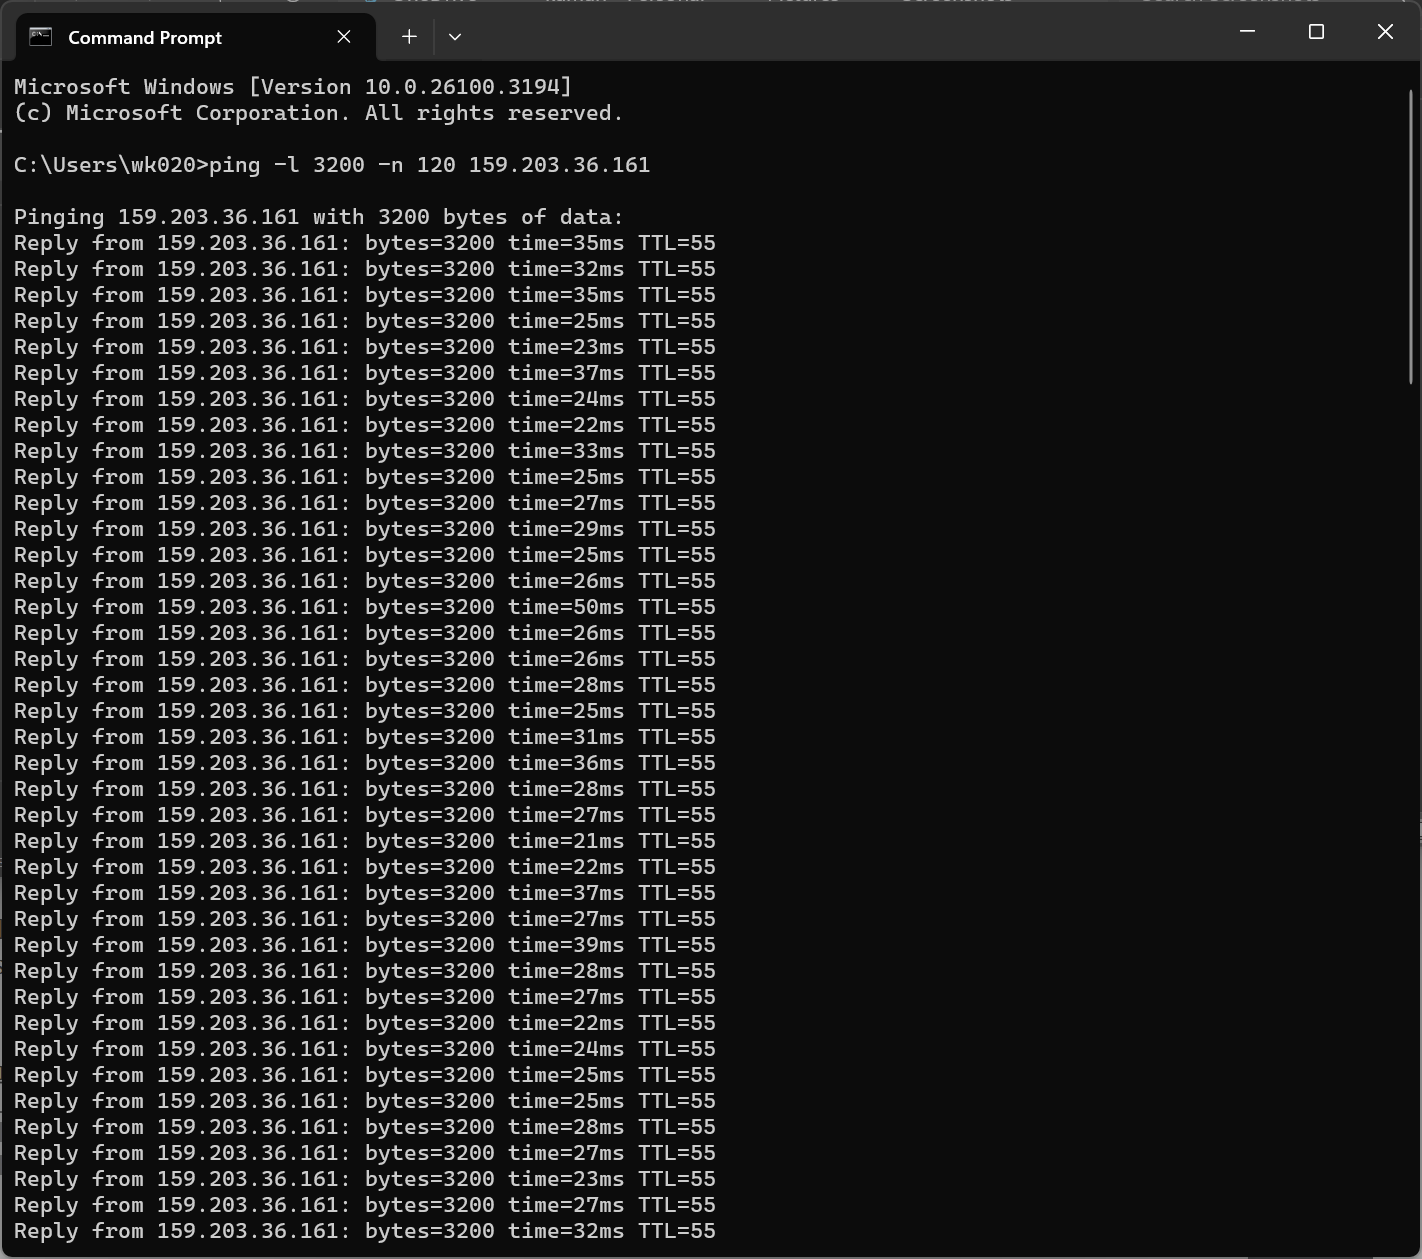 Command Prompt
Microsoft Windows [Version 10.0.26100.3194]
(c) Microsoft Corporation. All rights reserved.
C:\Users\wk020>ping -l 3200 -n 120 159.203.36.161
Pinging 159.203.36.161 with 3200 bytes of data:
Reply from 159.203.36.161: bytes=3200 time=35ms TTL=55
Reply from 159.203.36.161: bytes=3200 time=32ms TTL=55
Reply from 159.203.36.161: bytes=3200 time=35ms TTL=55
Reply from 159.203.36.161: bytes=3200 time=25ms TTL=55
Reply from 159.203.36.161: bytes=3200 time=23ms TTL=55
Reply from 159.203.36.161: bytes=3200 time=37ms TTL=55
Reply from 159.203.36.161: bytes=3200 time=24ms TTL=55
Reply from 159.203.36.161: bytes=3200 time=22ms TTL=55
Reply from 159.203.36.161: bytes=3200 time=33ms TTL=55
Reply from 159.203.36.161: bytes=3200 time=25ms TTL=55
Reply from 159.203.36.161: bytes=3200 time=27ms TTL=55
Reply from 159.203.36.161: bytes=3200 time=29ms TTL=55
Reply from 159.203.36.161: bytes=3200 time=25ms TTL=55
Reply from 159.203.36.161: bytes=3200 time=26ms TTL=55
Reply from 159.203.36.161: bytes=3200 time=50ms TTL=55
Reply from 159.203.36.161: bytes=3200 time=26ms TTL=55
Reply from 159.203.36.161: bytes=3200 time=26ms TTL=55
Reply from 159.203.36.161: bytes=3200 time=28ms TTL=55
Reply from 159.203.36.161: bytes=3200 time=25ms TTL=55
Reply from 159.203.36.161: bytes=3200 time=31ms TTL=55
Reply from 159.203.36.161: bytes=3200 time=36ms TTL=55
Reply from 159.203.36.161: bytes=3200 time=28ms TTL=55
Reply from 159.203.36.161: bytes=3200 time=27ms TTL=55
Reply from 159.203.36.161: bytes=3200 time=21ms TTL=55
Reply from 159.203.36.161: bytes=3200 time=22ms TTL=55
Reply from 159.203.36.161: bytes=3200 time=37ms TTL=55
Reply from 159.203.36.161: bytes=3200 time=27ms TTL=55
Reply from 159.203.36.161: bytes=3200 time=39ms TTL=55
Reply from 159.203.36.161: bytes=3200 time=28ms TTL=55
Reply from 159.203.36.161: bytes=3200 time=27ms TTL=55
Reply from 159.203.36.161: bytes=3200 time=22ms TTL=55
Reply from 159.203.36.161: bytes=3200 time=24ms TTL=55
Reply from 159.203.36.161: bytes=3200 time=25ms TTL=55
Reply from 159.203.36.161: bytes=3200 time=25ms TTL=55
Reply from 159.203.36.161: bytes=3200 time=28ms TTL=55
Reply from 159.203.36.161: bytes=3200 time=27ms TTL=55
Reply from 159.203.36.161: bytes=3200 time=23ms TTL=55
Reply from 159.203.36.161: bytes=3200 time=27ms TTL=55
Reply from 159.203.36.161: bytes=3200 time=32ms TTL=55